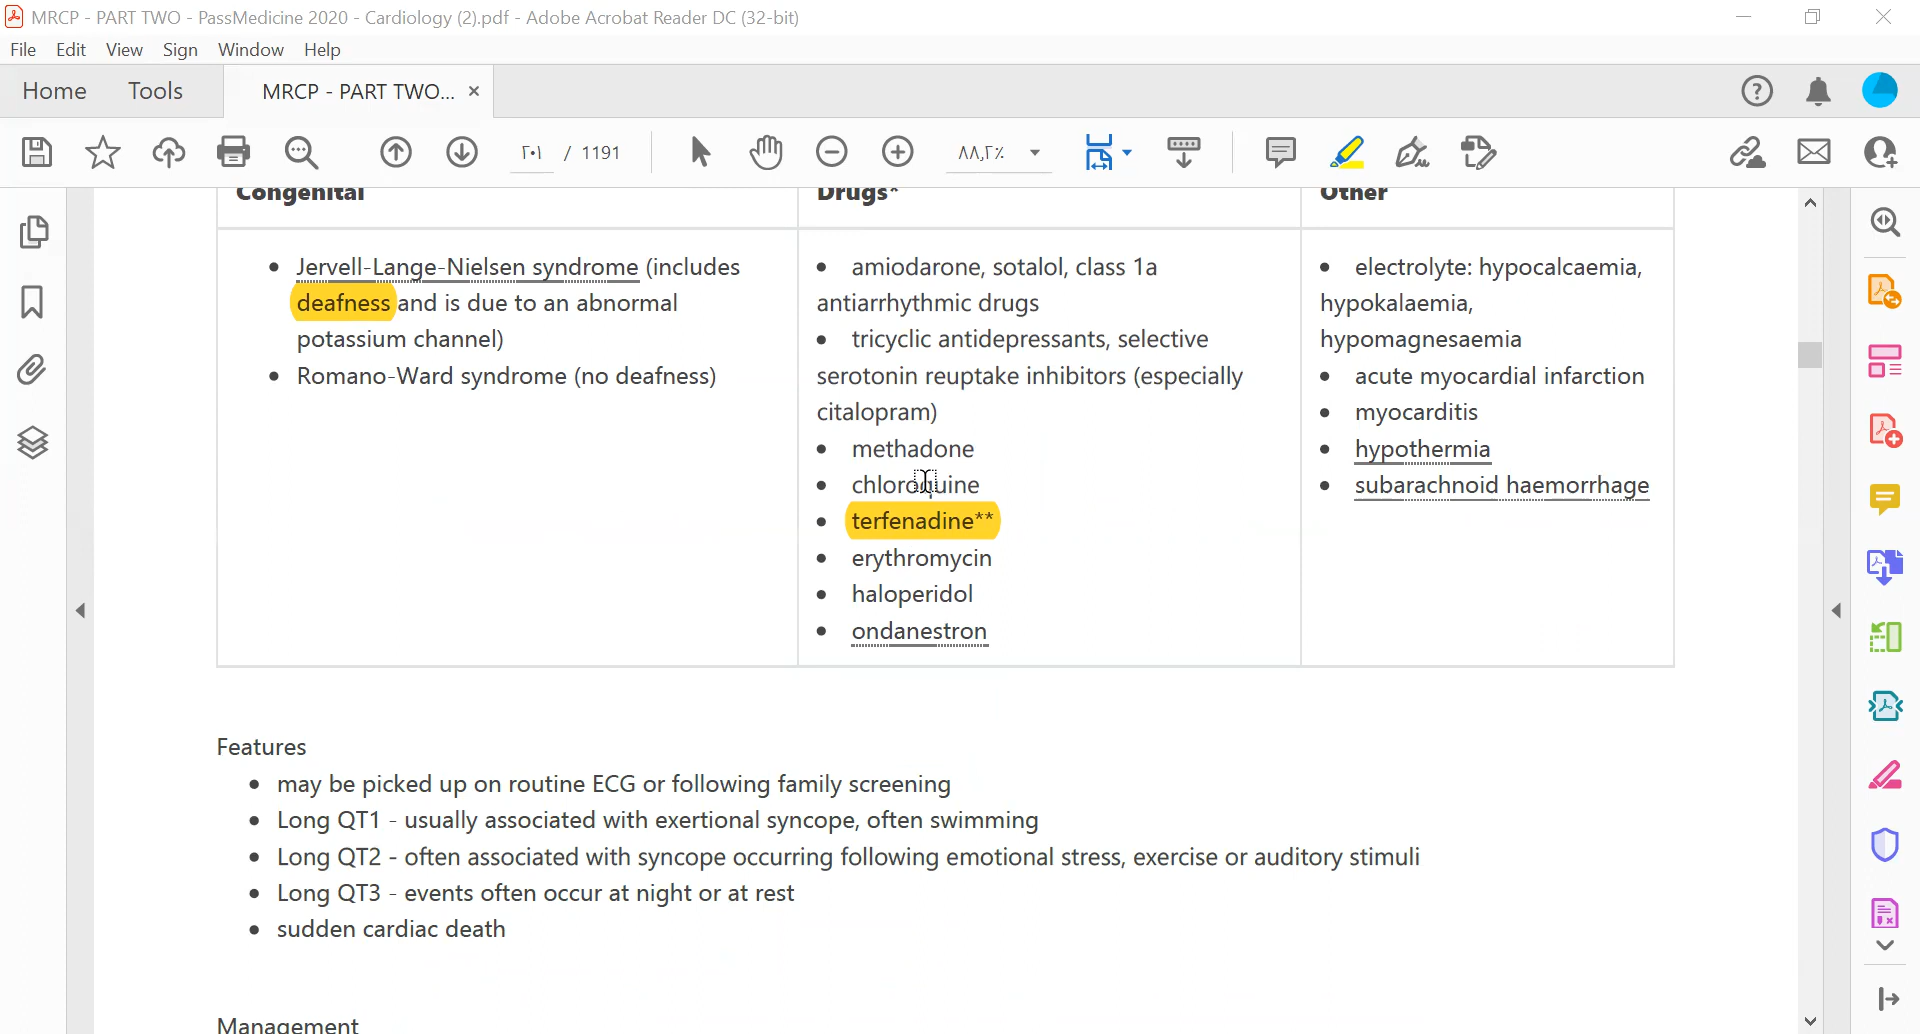 MRCP - PART TWO - PassMedicine 2020 - Cardiology (2).pdf - Adobe Acrobat Reader DC (32-bit)
File Edit View Sign Window Help
Home Tools MRCP - PART TWO... ×
٢٠١ / 1191 ٨٨,٢٪
Congenital Drugs* Other
• Jervell-Lange-Nielsen syndrome (includes
deafness and is due to an abnormal
potassium channel)
• Romano-Ward syndrome (no deafness)
• amiodarone, sotalol, class 1a
antiarrhythmic drugs
• tricyclic antidepressants, selective
serotonin reuptake inhibitors (especially
citalopram)
• methadone
• chloroquine
• terfenadine**
• erythromycin
• haloperidol
• ondanestron
• electrolyte: hypocalcaemia,
hypokalaemia,
hypomagnesaemia
• acute myocardial infarction
• myocarditis
• hypothermia
• subarachnoid haemorrhage
Features
• may be picked up on routine ECG or following family screening
• Long QT1 - usually associated with exertional syncope, often swimming
• Long QT2 - often associated with syncope occurring following emotional stress, exercise or auditory stimuli
• Long QT3 - events often occur at night or at rest
• sudden cardiac death
Management